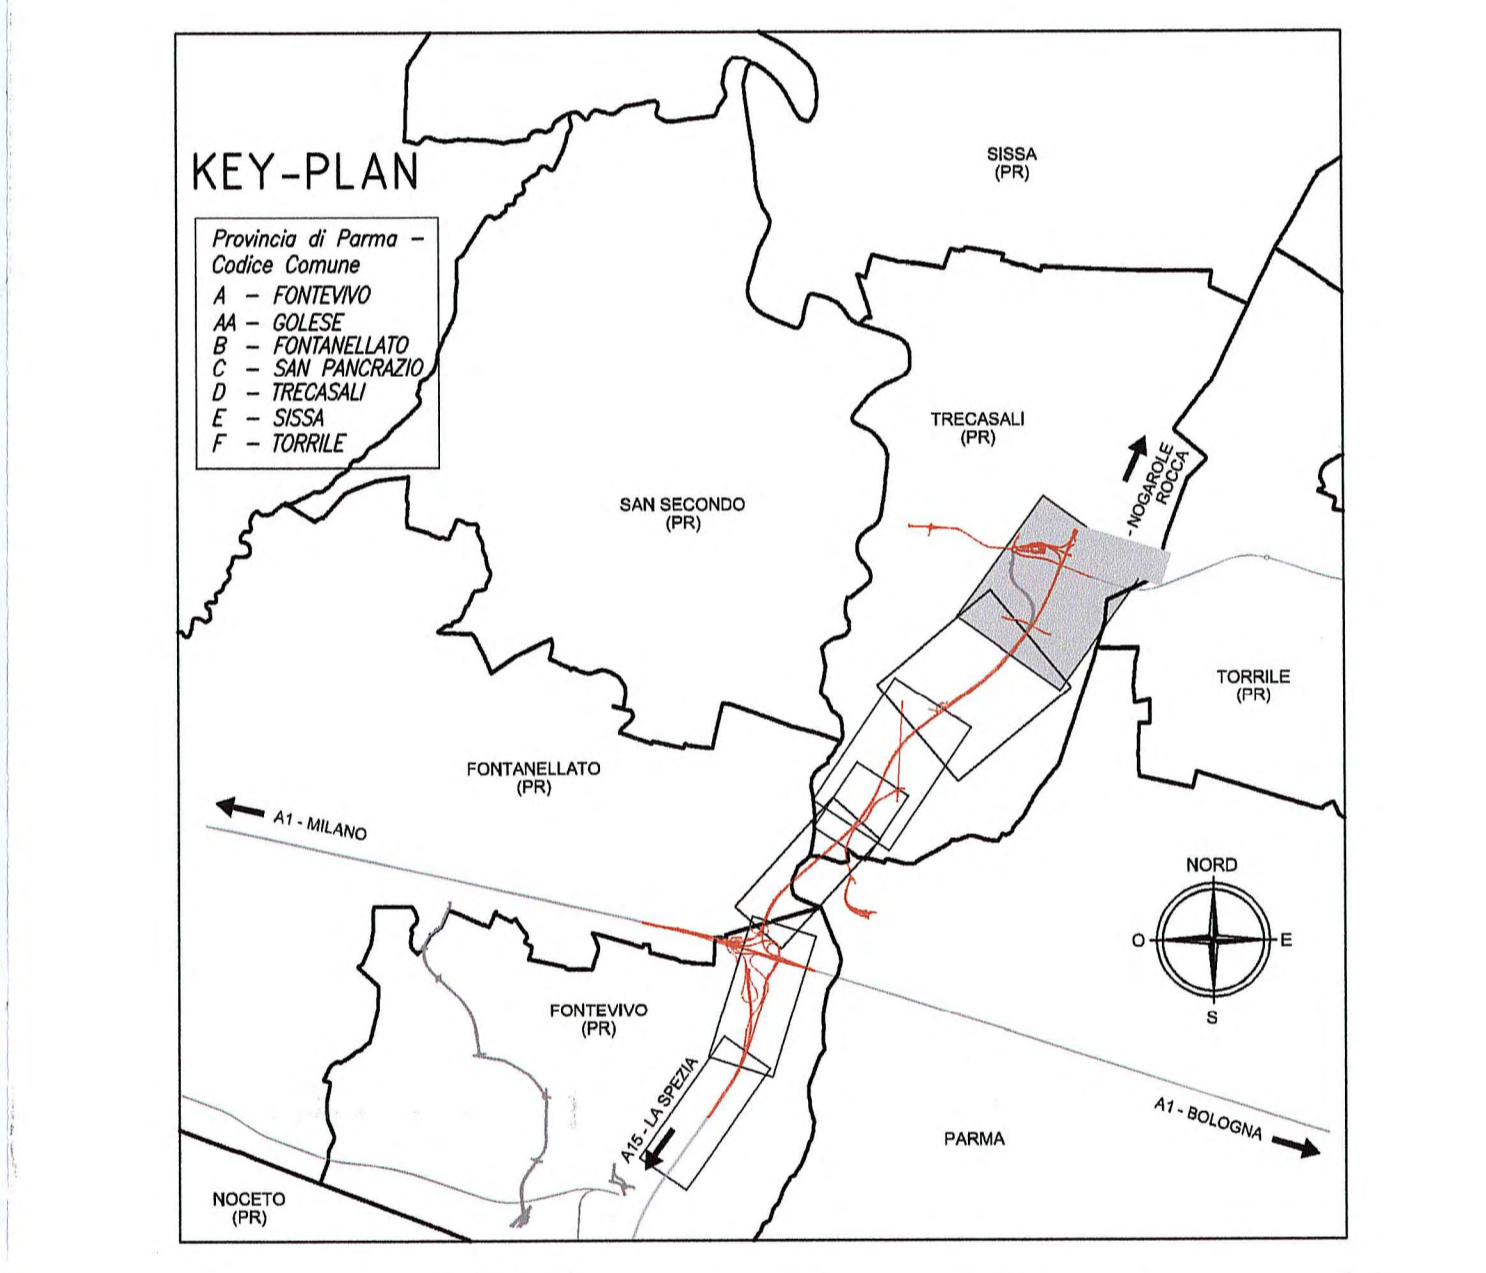 KEY-PLAN
Provincia di Parma –
Codice Comune
A – FONTEVIVO
AA – GOLESE
B – FONTANELLATO
C – SAN PANCRAZIO
D – TRECASALI
E – SISSA
F – TORRILE
SISSA
(PR)
TRECASALI
(PR)
- NOGAROLE
ROCCA
SAN SECONDO
(PR)
TORRILE
(PR)
FONTANELLATO
(PR)
A1 - MILANO
NORD
O
E
S
FONTEVIVO
(PR)
A15 - LA SPEZIA
A1 - BOLOGNA
PARMA
NOCETO
(PR)